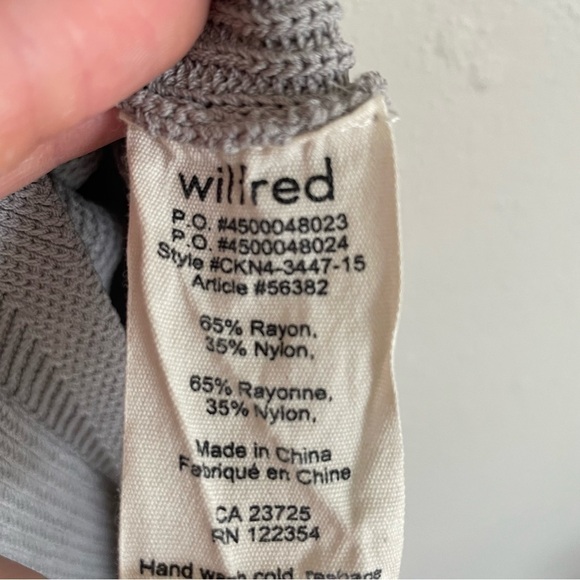 wilfred
P.O. #4500048023
P.O. #4500048024
Style #CKN4-3447-15
Article #56382
65% Rayon,
35% Nylon,
65% Rayonne,
35% Nylon,
Made in China
Fabriqué en Chine
CA 23725
RN 122354
Hand wash cold, reshape